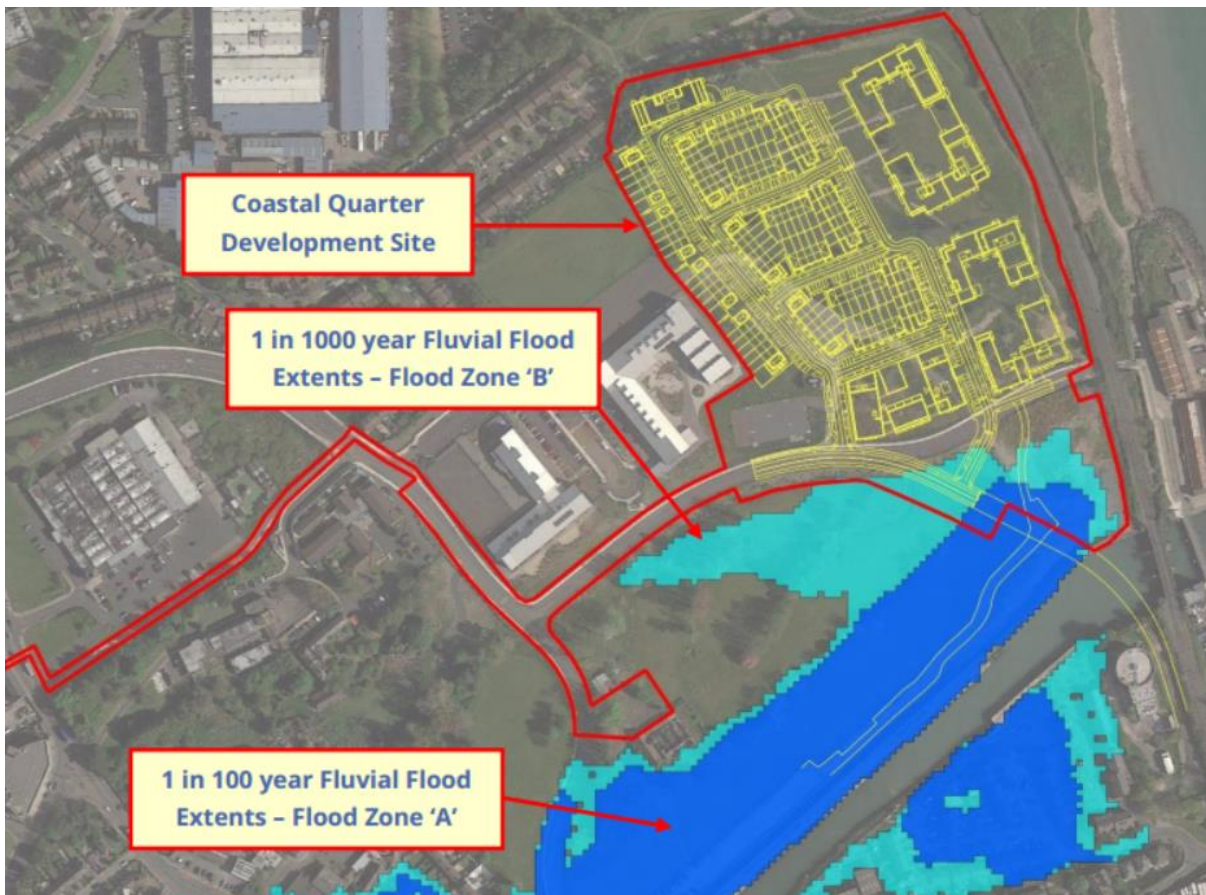 Coastal Quarter
Development Site
1 in 1000 year Fluvial Flood
Extents – Flood Zone ‘B’
1 in 100 year Fluvial Flood
Extents – Flood Zone ‘A’